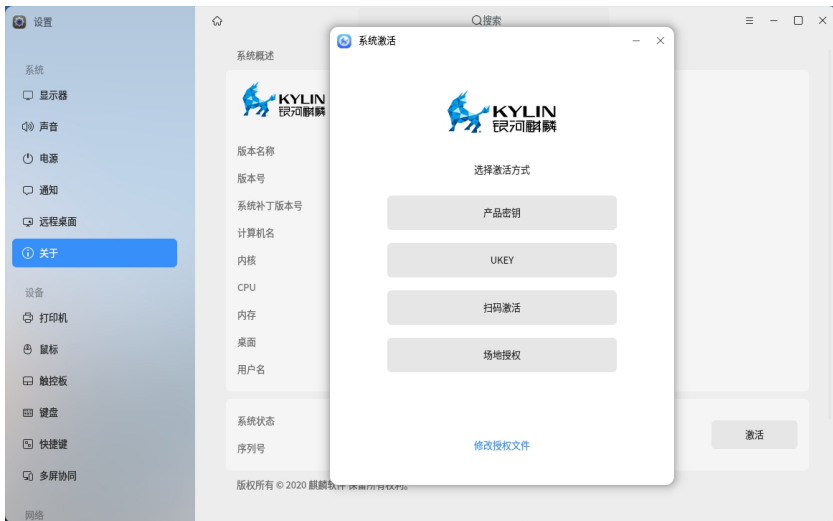 设置
搜索
系统激活
系统概述
系统
显示器
KYLIN
银河麒麟
KYLIN
银河麒麟
声音
电源
版本名称
选择激活方式
版本号
通知
系统补丁版本号
产品密钥
远程桌面
计算机名
关于
内核
UKEY
设备
CPU
打印机
内存
扫码激活
鼠标
桌面
场地授权
用户名
触控板
键盘
系统状态
激活
快捷键
序列号
修改授权文件
多屏协同
版权所有 © 2020 麒麟软件 保留所有权利。
网络